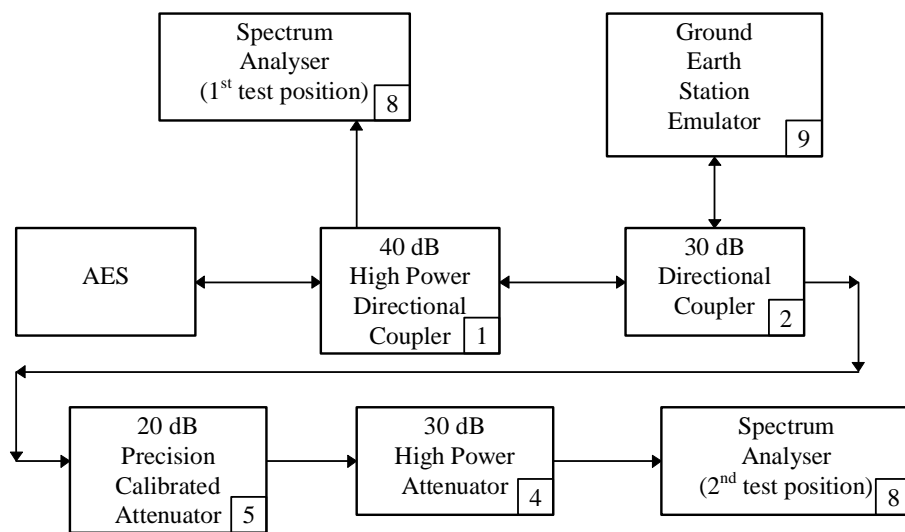 Spectrum
Analyser
(1st test position)
8
Ground
Earth
Station
Emulator
9
AES
40 dB
High Power
Directional
Coupler
1
30 dB
Directional
Coupler
2
20 dB
Precision
Calibrated
Attenuator
5
30 dB
High Power
Attenuator
4
Spectrum
Analyser
(2nd test position)
8